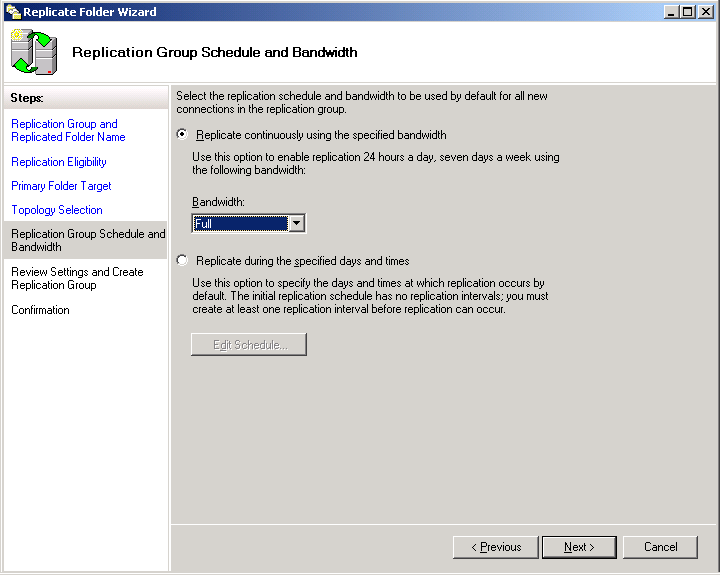 Replicate Folder Wizard
Replication Group Schedule and Bandwidth
Steps:
Replication Group and
Replicated Folder Name
Replication Eligibility
Primary Folder Target
Topology Selection
Replication Group Schedule and
Bandwidth
Review Settings and Create
Replication Group
Confirmation
Select the replication schedule and bandwidth to be used by default for all new
connections in the replication group.
Replicate continuously using the specified bandwidth
Use this option to enable replication 24 hours a day, seven days a week using
the following bandwidth:
Bandwidth:
Full
Replicate during the specified days and times
Use this option to specify the days and times at which replication occurs by
default. The initial replication schedule has no replication intervals; you must
create at least one replication interval before replication can occur.
Edit Schedule...
< Previous
Next >
Cancel